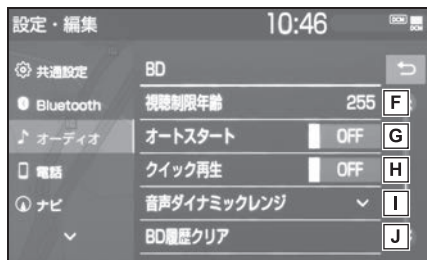 設定・編集 10:46 DCM DCM
共通設定
Bluetooth
オーディオ
電話
ナビ
BD
視聴制限年齢 255 F
オートスタート OFF G
クイック再生 OFF H
音声ダイナミックレンジ I
BD履歴クリア J